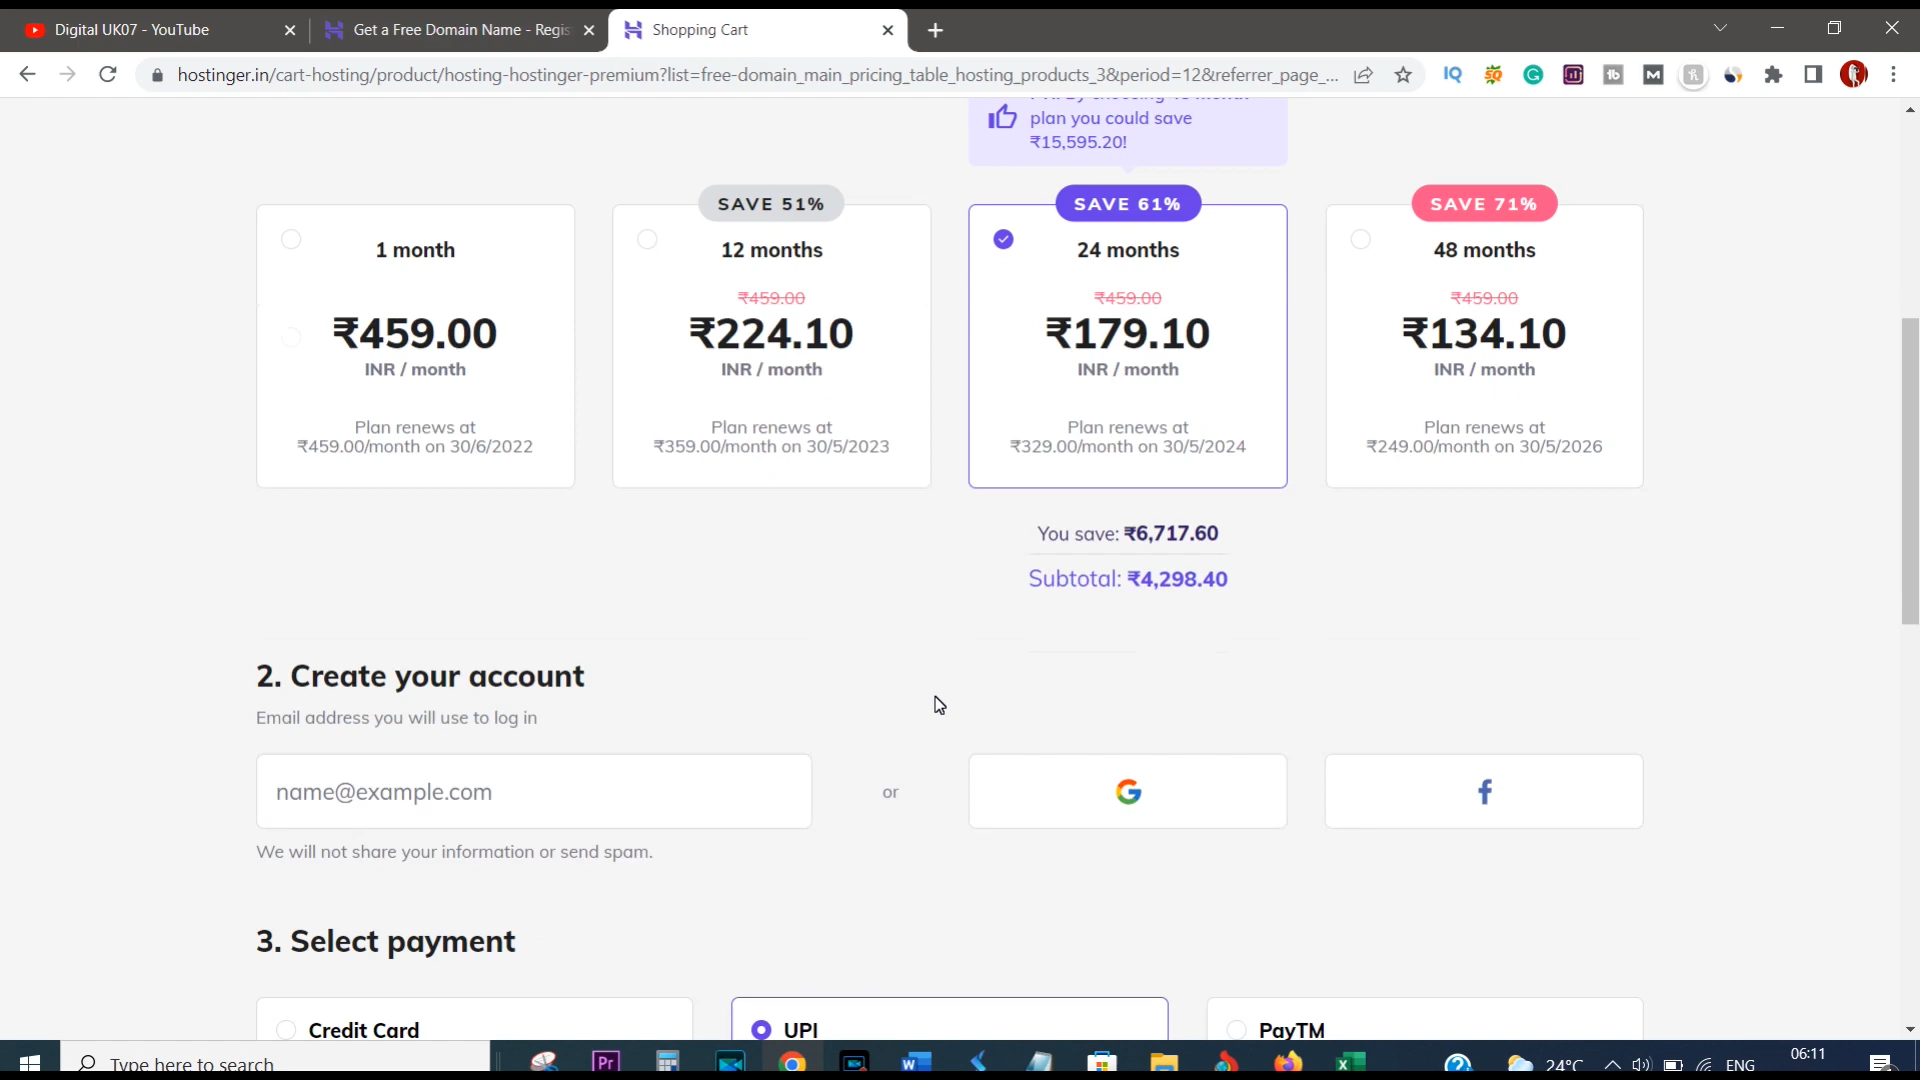 Digital UK07 - YouTube
Get a Free Domain Name - Regis
Shopping Cart
hostinger.in/cart-hosting/product/hosting-hostinger-premium?list=free-domain_main_pricing_table_hosting_products_3&period=12&referrer_page_...
plan you could save
₹15,595.20!
SAVE 51%
SAVE 61%
SAVE 71%
1 month
12 months
24 months
48 months
₹459.00
₹459.00
₹459.00
₹459.00
₹224.10
₹179.10
₹134.10
INR / month
INR / month
INR / month
INR / month
Plan renews at
₹459.00/month on 30/6/2022
Plan renews at
₹359.00/month on 30/5/2023
Plan renews at
₹329.00/month on 30/5/2024
Plan renews at
₹249.00/month on 30/5/2026
You save: ₹6,717.60
Subtotal: ₹4,298.40
2. Create your account
Email address you will use to log in
name@example.com
or
We will not share your information or send spam.
3. Select payment
Credit Card
UPI
PayTM
Type here to search
24°C
ENG
06:11